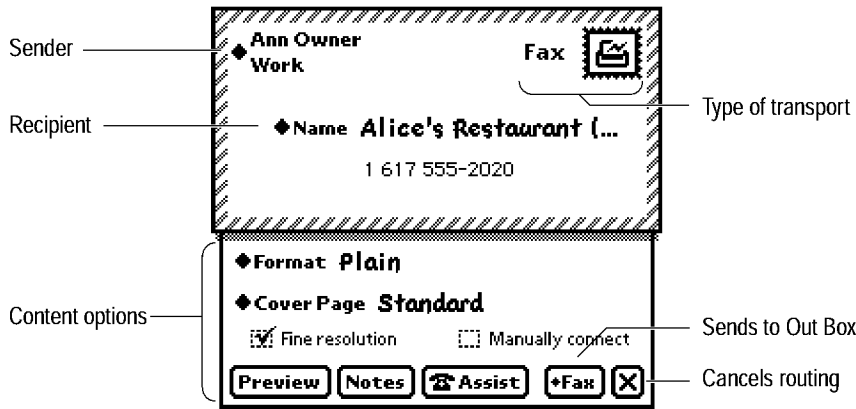 Sender
Ann Owner
Work
Fax
Type of transport
Recipient
Name Alice's Restaurant (...
1 617 555-2020
Content options
Format Plain
Cover Page Standard
Fine resolution
Manually connect
Sends to Out Box
Preview
Notes
Assist
Fax
X
Cancels routing